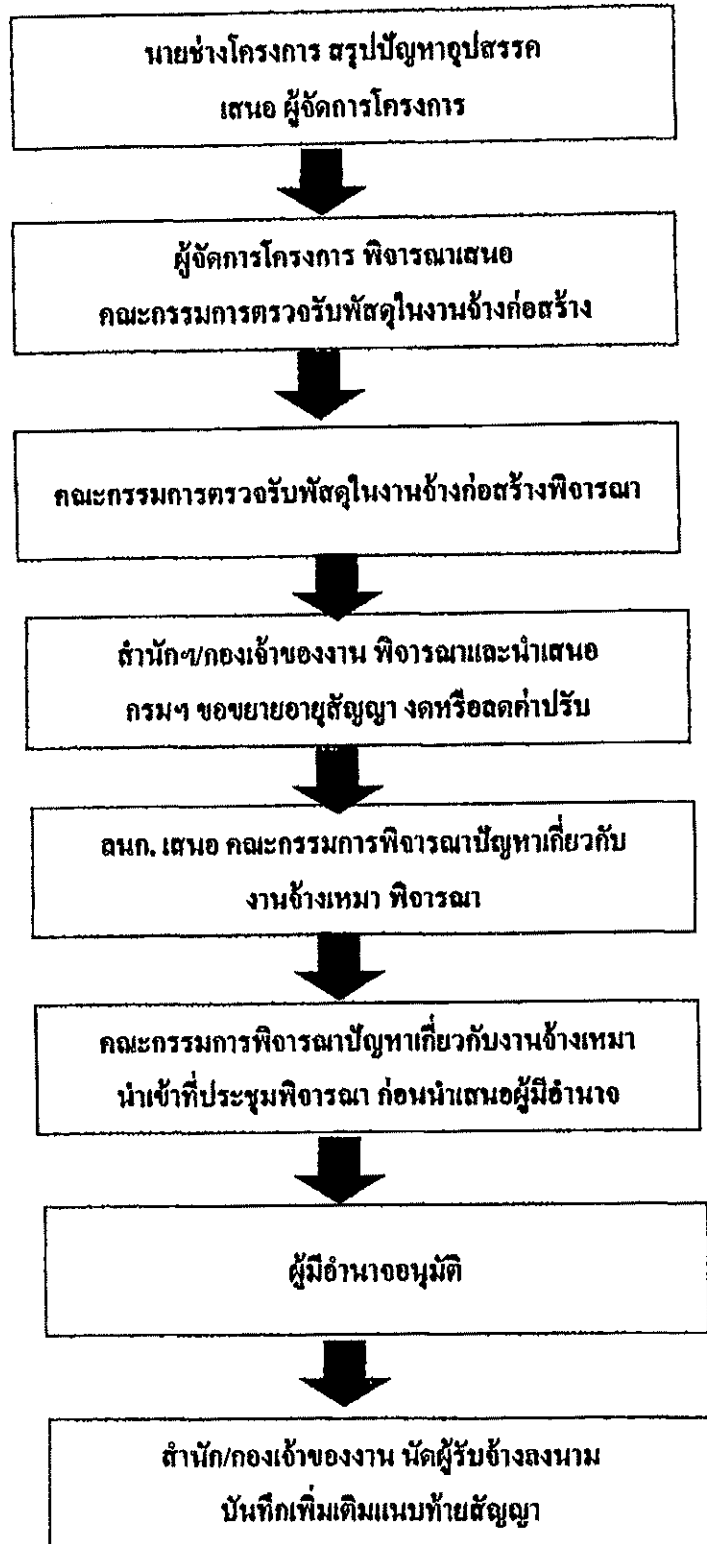 นายช่างโครงการ สรุปปัญหาอุปสรรค
เสนอ ผู้จัดการโครงการ
ผู้จัดการโครงการ พิจารณาเสนอ
คณะกรรมการตรวจรับพัสดุในงานจ้างก่อสร้าง
คณะกรรมการตรวจรับพัสดุในงานจ้างก่อสร้างพิจารณา
สำนักฯ/กองเจ้าของงาน พิจารณาและนำเสนอ
กรมฯ ขอขยายอายุสัญญา งดหรือลดค่าปรับ
ลนก. เสนอ คณะกรรมการพิจารณาปัญหาเกี่ยวกับ
งานจ้างเหมา พิจารณา
คณะกรรมการพิจารณาปัญหาเกี่ยวกับงานจ้างเหมา
นำเข้าที่ประชุมพิจารณา ก่อนนำเสนอผู้มีอำนาจ
ผู้มีอำนาจอนุมัติ
สำนัก/กองเจ้าของงาน นัดผู้รับจ้างลงนาม
บันทึกเพิ่มเติมแนบท้ายสัญญา